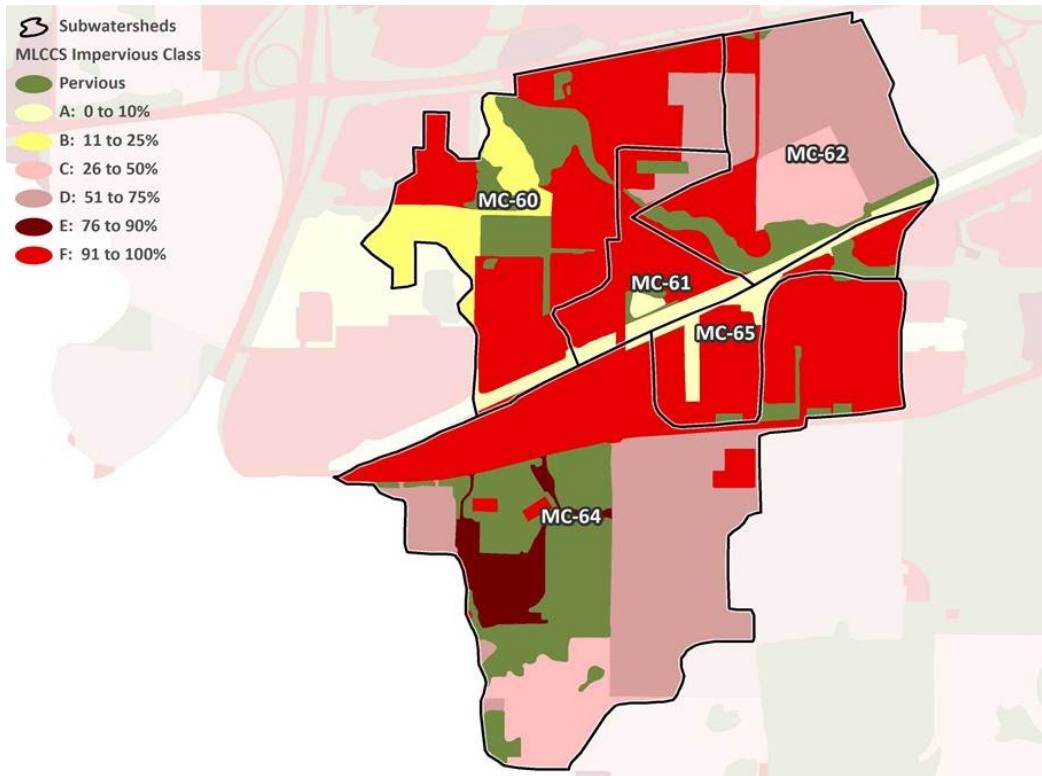 Subwatersheds
MLCCS Impervious Class
Pervious
A: 0 to 10%
B: 11 to 25%
C: 26 to 50%
D: 51 to 75%
E: 76 to 90%
F: 91 to 100%
MC-62
MC-60
MC-61
MC-65
MC-64